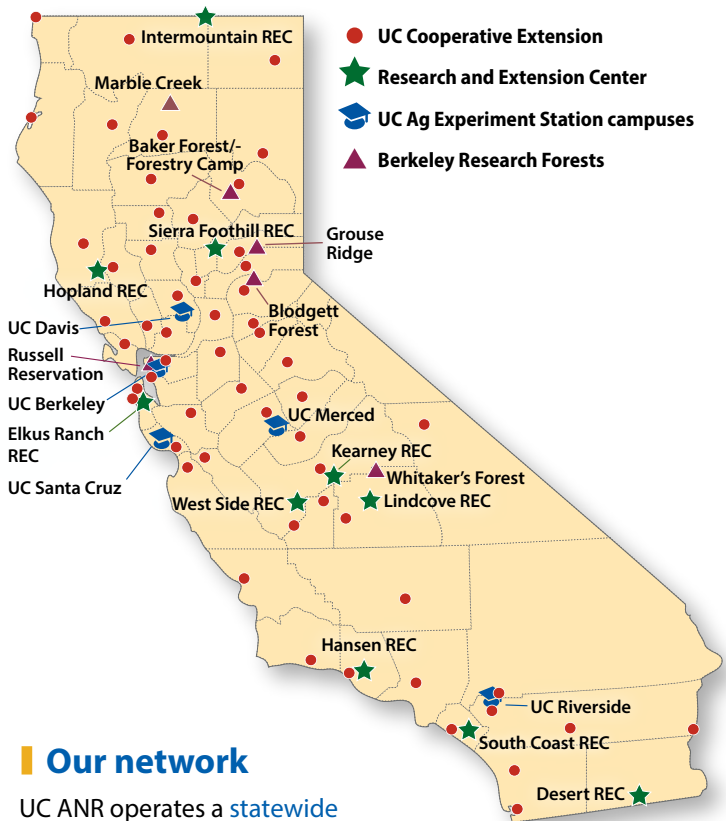 Intermountain REC
UC Cooperative Extension
Research and Extension Center
UC Ag Experiment Station campuses
Berkeley Research Forests
Marble Creek
Baker Forest/-
Forestry Camp
Sierra Foothill REC
Grouse
Ridge
Hopland REC
Blodgett
Forest
UC Davis
Russell
Reservation
UC Berkeley
Elkus Ranch
REC
UC Santa Cruz
UC Merced
Kearney REC
Whitaker's Forest
West Side REC
Lindcove REC
Hansen REC
UC Riverside
South Coast REC
Desert REC
Our network
UC ANR operates a statewide